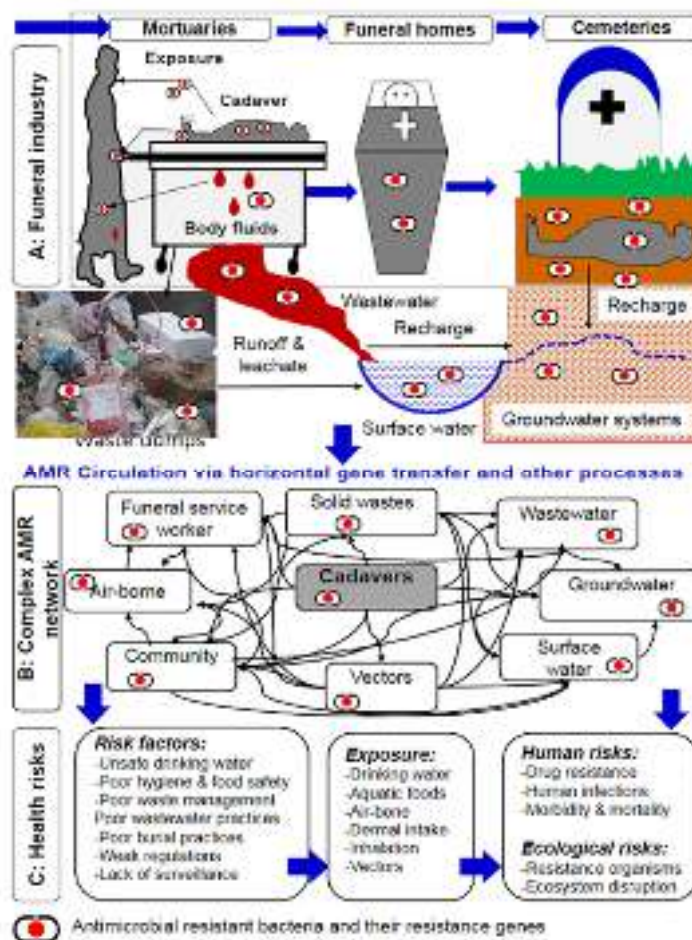 Mortuaries
Funeral homes
Cemeteries
Exposure
Cadaver
A: Funeral industry
Body fluids
Wastewater
Recharge
Recharge
Runoff &
leachate
Waste dumps
Surface water
Groundwater systems
AMR Circulation via horizontal gene transfer and other processes
B: Complex AMR
network
Funeral service
worker
Solid wastes
Wastewater
Air-borne
Cadavers
Groundwater
Community
Vectors
Surface
water
C: Health risks
Risk factors:
-Unsafe drinking water
-Poor hygiene & food safety
-Poor waste management
Poor wastewater practices
-Poor burial practices
-Weak regulations
-Lack of surveillance
Exposure:
-Drinking water
-Aquatic foods
-Air-bone
-Dermal intake
-Inhalation
-Vectors
Human risks:
-Drug resistance
-Human infections
-Morbidity & mortality
Ecological risks:
-Resistance organisms
-Ecosystem disruption
Antimicrobial resistant bacteria and their resistance genes